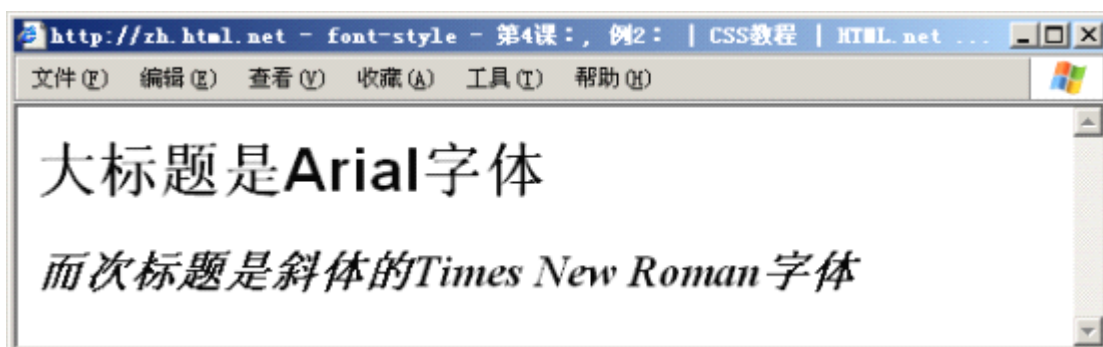 http://zh.html.net - font-style - 第4课：, 例2： | CSS教程 | HTML.net ...
文件(F) 编辑(E) 查看(V) 收藏(A) 工具(T) 帮助(H)
大标题是Arial字体
而次标题是斜体的Times New Roman字体